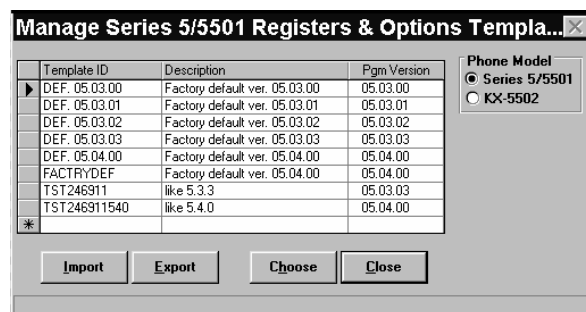 Manage Series 5/5501 Registers & Options Templa...
Phone Model
Series 5/5501
KX-5502
Template ID Description Pgm Version
DEF. 05.03.00 Factory default ver. 05.03.00 05.03.00
DEF. 05.03.01 Factory default ver. 05.03.01 05.03.01
DEF. 05.03.02 Factory default ver. 05.03.02 05.03.02
DEF. 05.03.03 Factory default ver. 05.03.03 05.03.03
DEF. 05.04.00 Factory default ver. 05.04.00 05.04.00
FACTRYDEF Factory default ver. 05.04.00 05.04.00
TST246911 like 5.3.3 05.03.03
TST246911540 like 5.4.0 05.04.00
Import Export Choose Close